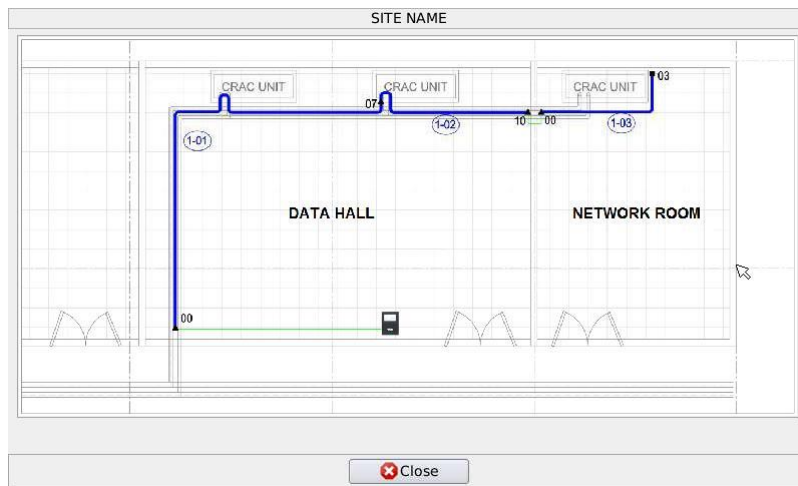 SITE NAME
CRAC UNIT
CRAC UNIT
CRAC UNIT
03
07
10
00
1-01
1-02
1-03
DATA HALL
NETWORK ROOM
00
Close